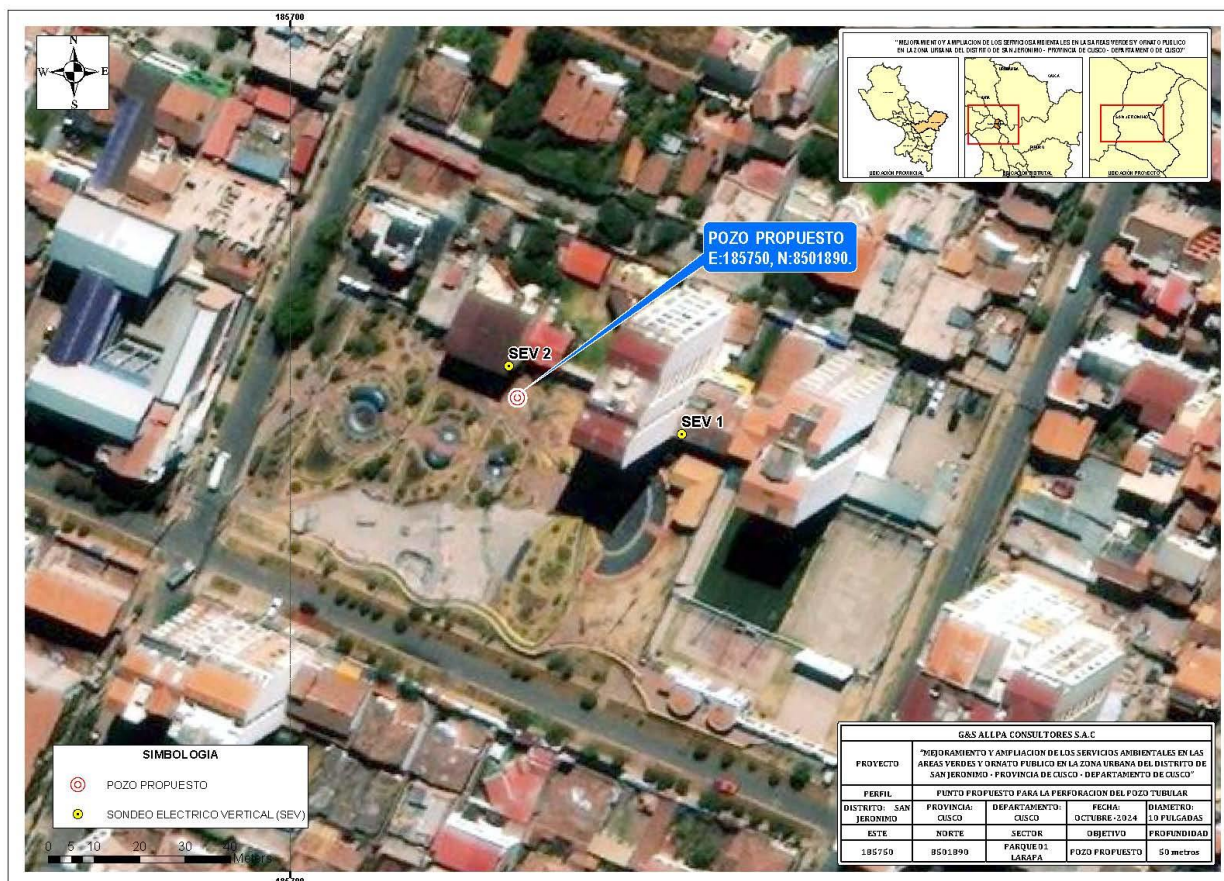 185700
N
W E
S
"MEJORAMIENTO Y AMPLIACION DE LOS SERVICIOS AMBIENTALES EN LAS AREAS VERDES Y ORNATO PUBLICO
EN LA ZONA URBANA DEL DISTRITO DE SAN JERONIMO - PROVINCIA DE CUSCO - DEPARTAMENTO DE CUSCO"
SAN JERONIMO
UBICACIÓN PROVINCIAL
UBICACIÓN DISTRITAL
UBICACIÓN PROYECTO
POZO PROPUESTO
E:185750, N:8501890.
SEV 2
SEV 1
SIMBOLOGIA
POZO PROPUESTO
SONDEO ELECTRICO VERTICAL (SEV)
0 5 10 20 30 40
Meters
G&S ALLPA CONSULTORES S.A.C
PROYECTO
"MEJORAMIENTO Y AMPLIACION DE LOS SERVICIOS AMBIENTALES EN LAS
AREAS VERDES Y ORNATO PUBLICO EN LA ZONA URBANA DEL DISTRITO DE
SAN JERONIMO - PROVINCIA DE CUSCO - DEPARTAMENTO DE CUSCO"
PERFIL PUNTO PROPUESTO PARA LA PERFORACION DEL POZO TUBULAR
DISTRITO: SAN JERONIMO
PROVINCIA: CUSCO
DEPARTAMENTO: CUSCO
FECHA: OCTUBRE-2024
DIAMETRO: 10 PULGADAS
ESTE NORTE SECTOR OBJETIVO PROFUNDIDAD
185750 8501890 PARQUE 01 LARAPA POZO PROPUESTO 50 metros
185700